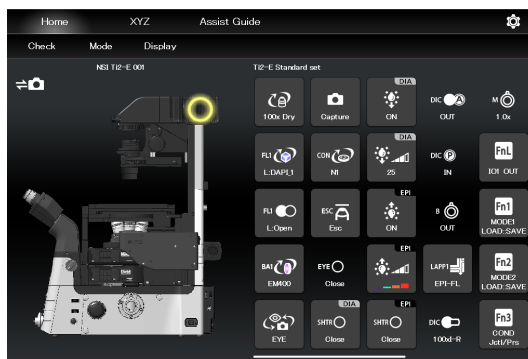 Home XYZ Assist Guide
Check Mode Display
NSI Ti2-E 001
Ti2-E Standard set
100x Dry
Capture
DIA
ON
DIC A
OUT
M
1.0x
FL1
L:DAPI_1
CON
N1
DIA
25
DIC P
IN
FnL
IO1 OUT
FL1
L:Open
ESC
Esc
EPI
ON
B
OUT
Fn1
MODE1
LOAD::SAVE
BA1
EM400
EYE
Close
EPI
LAPP1
EPI-FL
Fn2
MODE2
LOAD::SAVE
EYE
DIA
SHTR
Close
EPI
SHTR
Close
DIC
100xI-R
Fn3
COND
Jctl/Prs